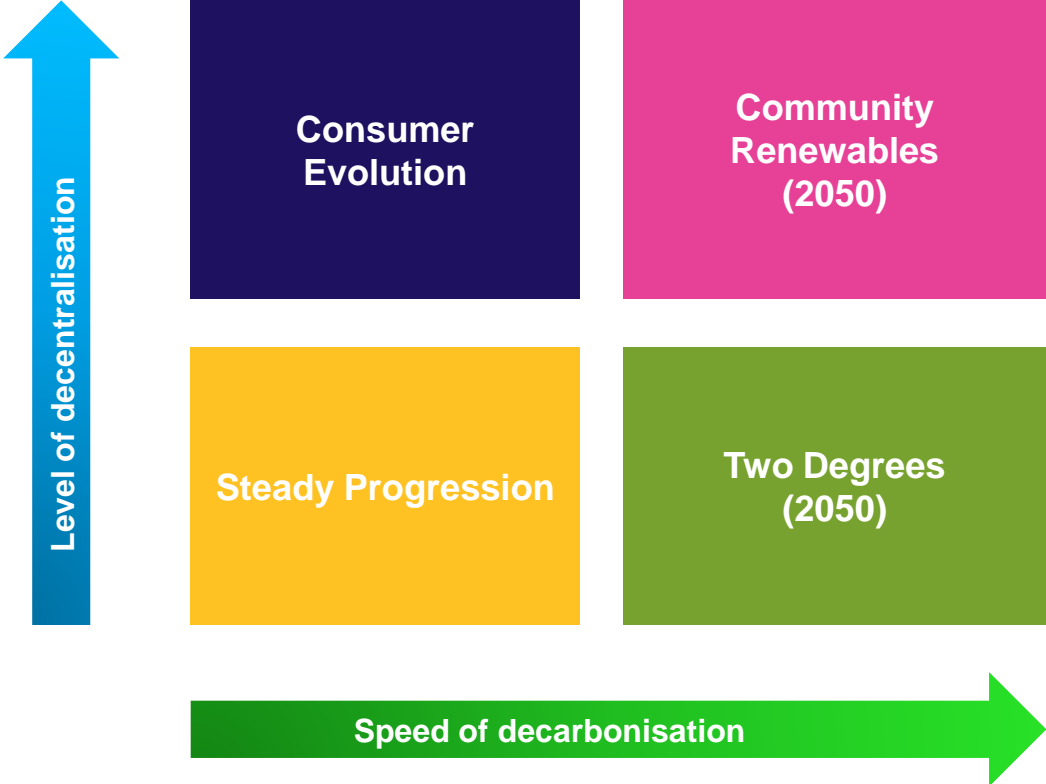 Consumer
Evolution
Community
Renewables
(2050)
Level of decentralisation
Steady Progression
Two Degrees
(2050)
Speed of decarbonisation